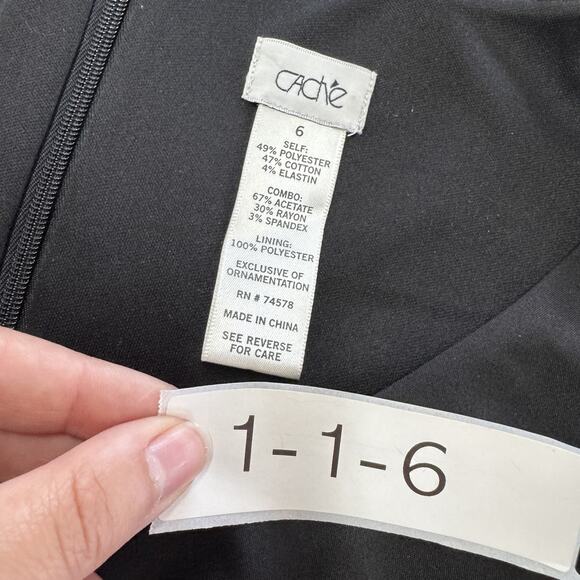 CAChé
6
SELF:
49% POLYESTER
47% COTTON
4% ELASTIN
COMBO:
67% ACETATE
30% RAYON
3% SPANDEX
LINING:
100% POLYESTER
EXCLUSIVE OF
ORNAMENTATION
RN # 74578
MADE IN CHINA
SEE REVERSE
FOR CARE
1-1-6